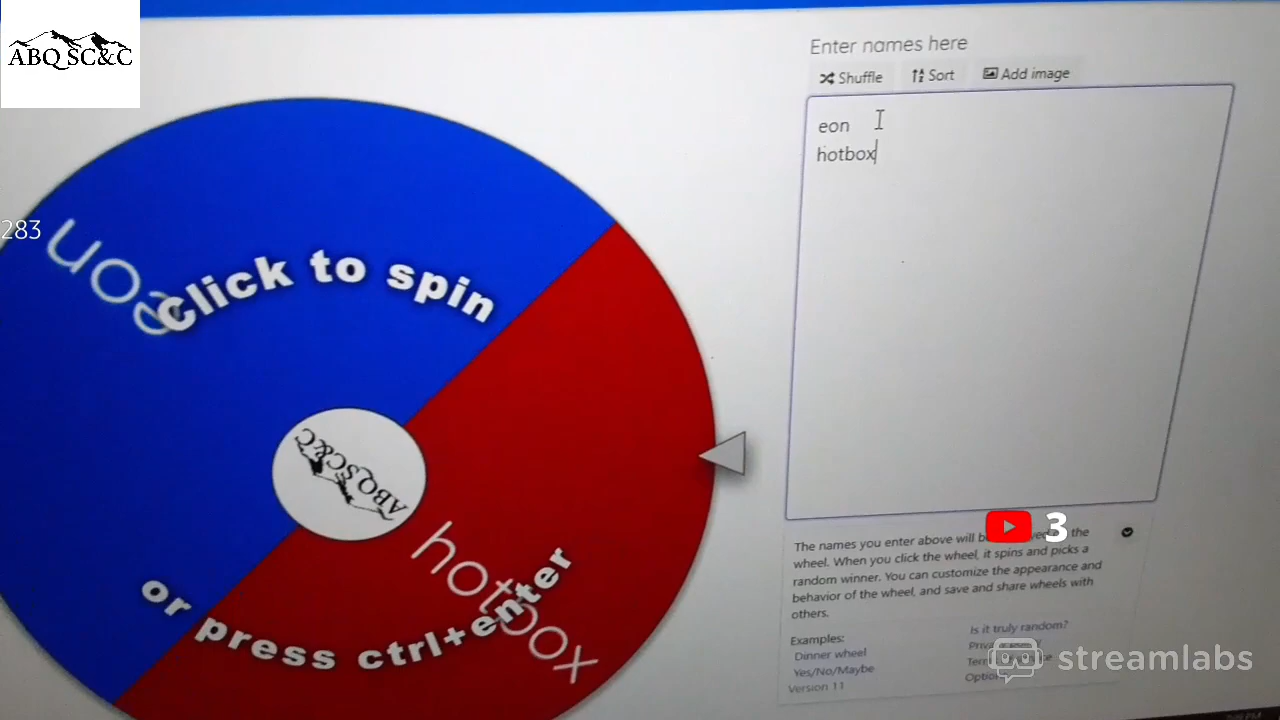 ABQ SC&C
Enter names here
Shuffle Sort Add image
eon
hotbox
283
eon
Click to spin
ABQ SC&C
hotbox
or press ctrl+enter
3
The names you enter above will be the
wheel. When you click the wheel, it spins and picks a
random winner. You can customize the appearance and
behavior of the wheel, and save and share wheels with
others.
Examples:
Dinner wheel
Yes/No/Maybe
Version 11
Is it truly random?
streamlabs